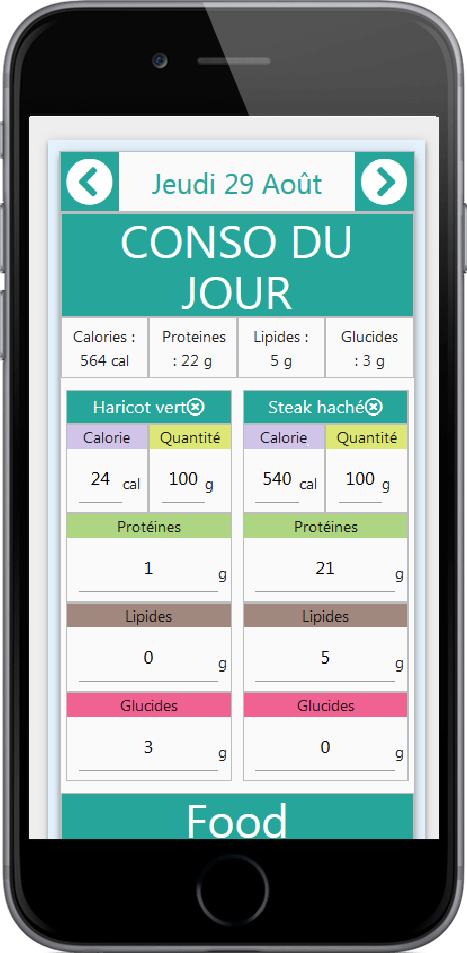 Jeudi 29 Août
CONSO DU
JOUR
Calories :
564 cal
Proteines
: 22 g
Lipides :
5 g
Glucides
: 3 g
Haricot vert
Calorie
Quantité
24 cal
100 g
Protéines
1 g
Lipides
0 g
Glucides
3 g
Steak haché
Calorie
Quantité
540 cal
100 g
Protéines
21 g
Lipides
5 g
Glucides
0 g
Food